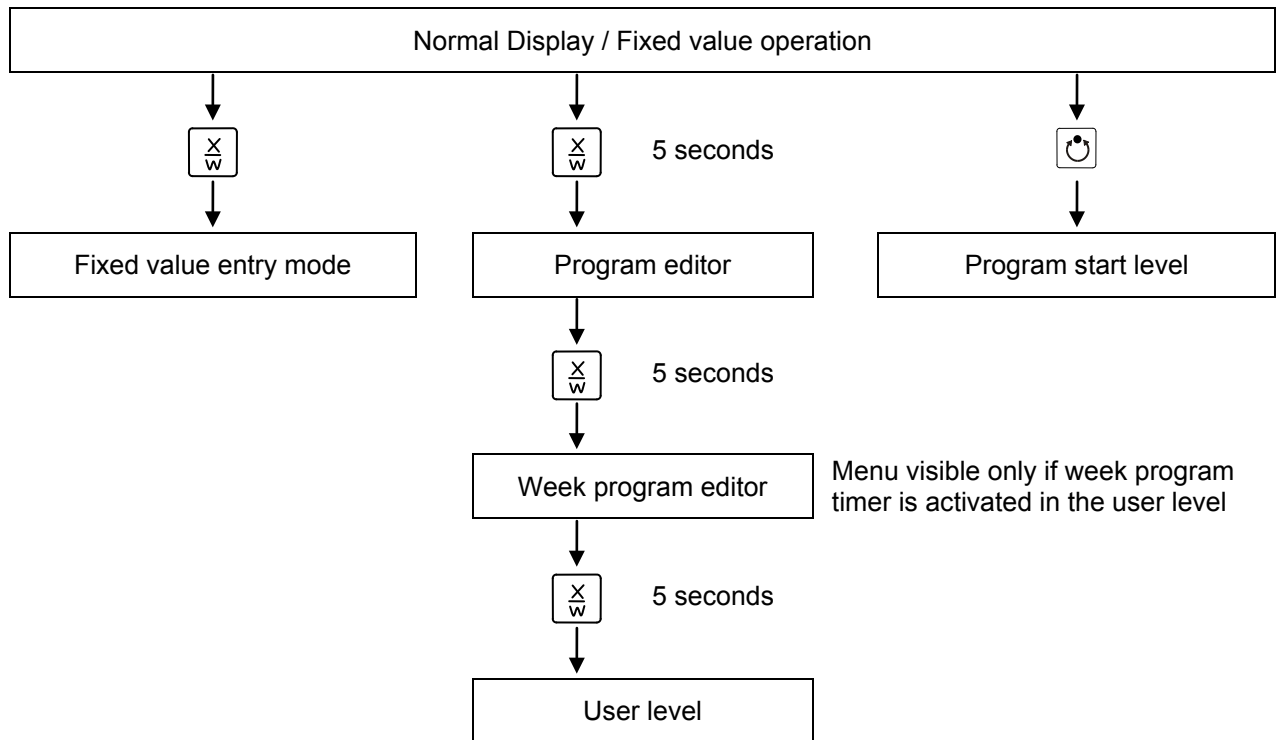 Normal Display / Fixed value operation
X
W
X
W
5 seconds
Fixed value entry mode
Program editor
Program start level
X
W
5 seconds
Week program editor
Menu visible only if week program
timer is activated in the user level
X
W
5 seconds
User level